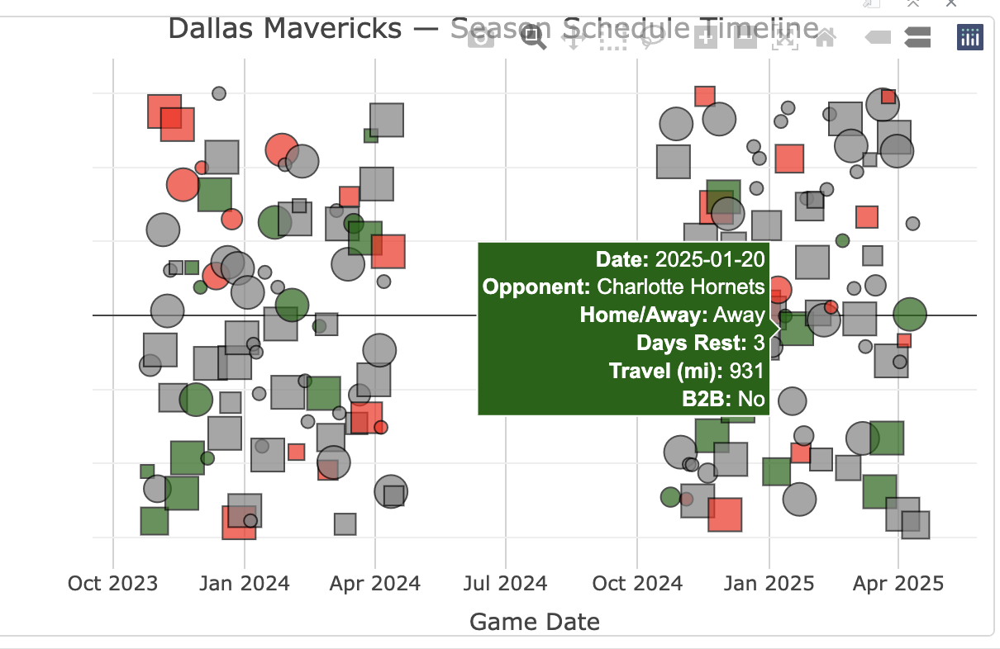 Dallas Mavericks — Season Schedule Timeline
Date: 2025-01-20
Opponent: Charlotte Hornets
Home/Away: Away
Days Rest: 3
Travel (mi): 931
B2B: No
Oct 2023
Jan 2024
Apr 2024
Jul 2024
Oct 2024
Jan 2025
Apr 2025
Game Date